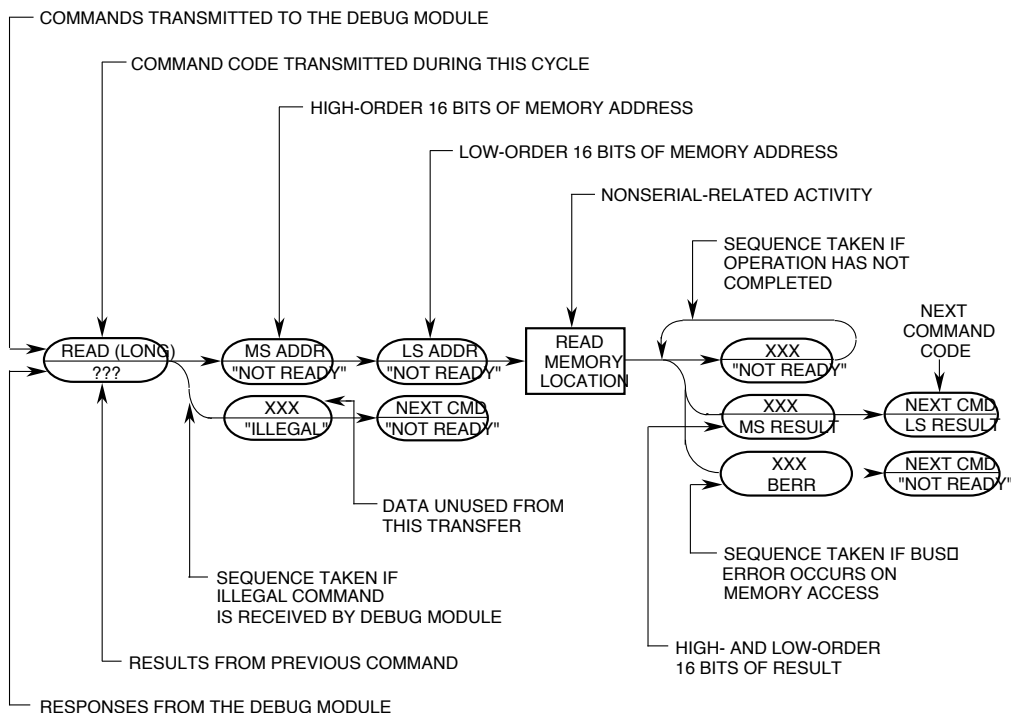 COMMANDS TRANSMITTED TO THE DEBUG MODULE
COMMAND CODE TRANSMITTED DURING THIS CYCLE
HIGH-ORDER 16 BITS OF MEMORY ADDRESS
LOW-ORDER 16 BITS OF MEMORY ADDRESS
NONSERIAL-RELATED ACTIVITY
SEQUENCE TAKEN IF
OPERATION HAS NOT
COMPLETED
NEXT
COMMAND
CODE
READ (LONG)
???
MS ADDR
"NOT READY"
LS ADDR
"NOT READY"
READ
MEMORY
LOCATION
XXX
"NOT READY"
XXX
"ILLEGAL"
NEXT CMD
"NOT READY"
XXX
MS RESULT
NEXT CMD
LS RESULT
XXX
BERR
NEXT CMD
"NOT READY"
DATA UNUSED FROM
THIS TRANSFER
SEQUENCE TAKEN IF BUS□
ERROR OCCURS ON
MEMORY ACCESS
SEQUENCE TAKEN IF
ILLEGAL COMMAND
IS RECEIVED BY DEBUG MODULE
HIGH- AND LOW-ORDER
16 BITS OF RESULT
RESULTS FROM PREVIOUS COMMAND
RESPONSES FROM THE DEBUG MODULE